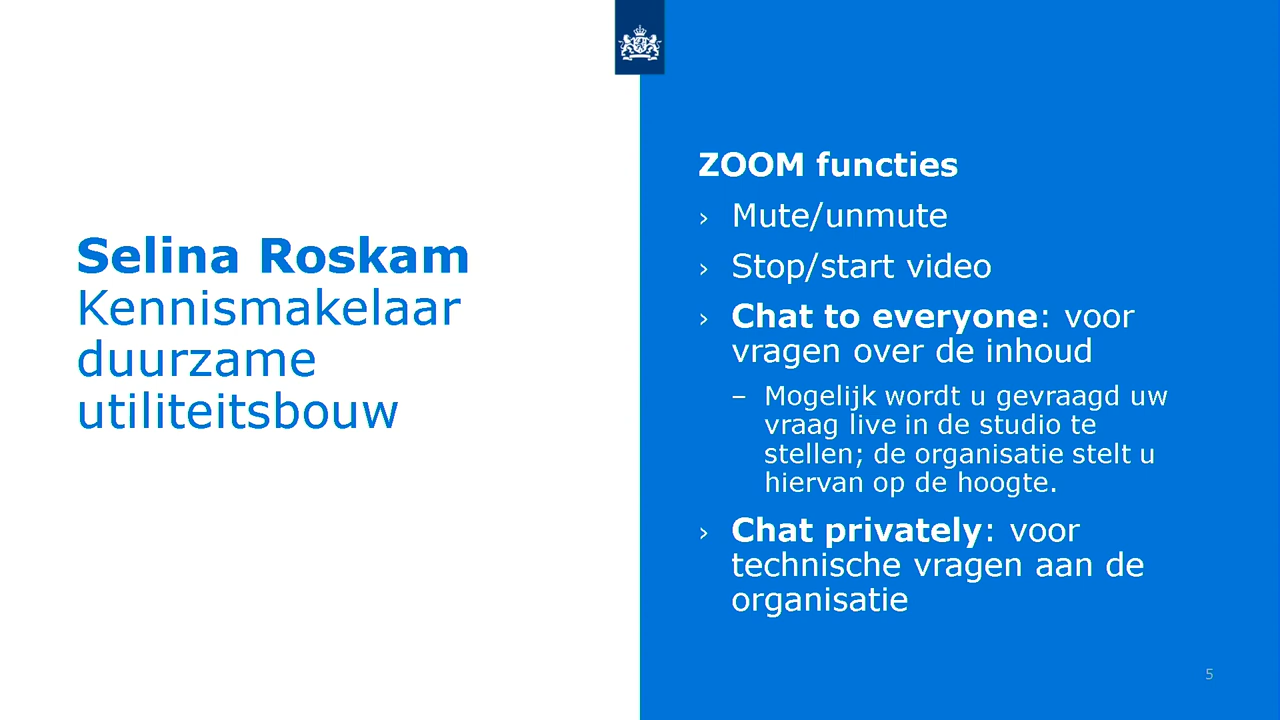 Selina Roskam
Kennismakelaar
duurzame
utiliteitsbouw
ZOOM functies
› Mute/unmute
› Stop/start video
› Chat to everyone: voor
vragen over de inhoud
– Mogelijk wordt u gevraagd uw
vraag live in de studio te
stellen; de organisatie stelt u
hiervan op de hoogte.
› Chat privately: voor
technische vragen aan de
organisatie
5